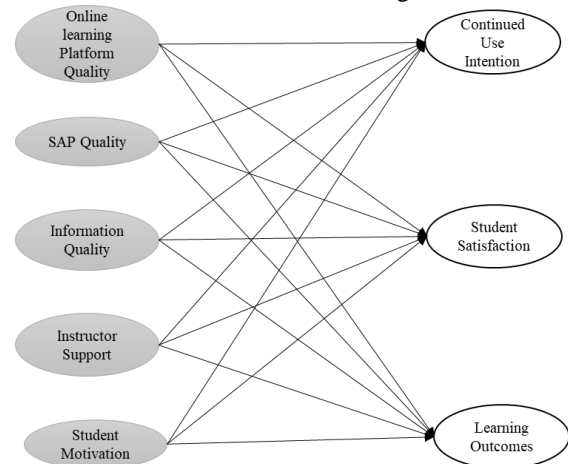 Online
learning
Platform
Quality
SAP Quality
Information
Quality
Instructor
Support
Student
Motivation
Continued
Use
Intention
Student
Satisfaction
Learning
Outcomes